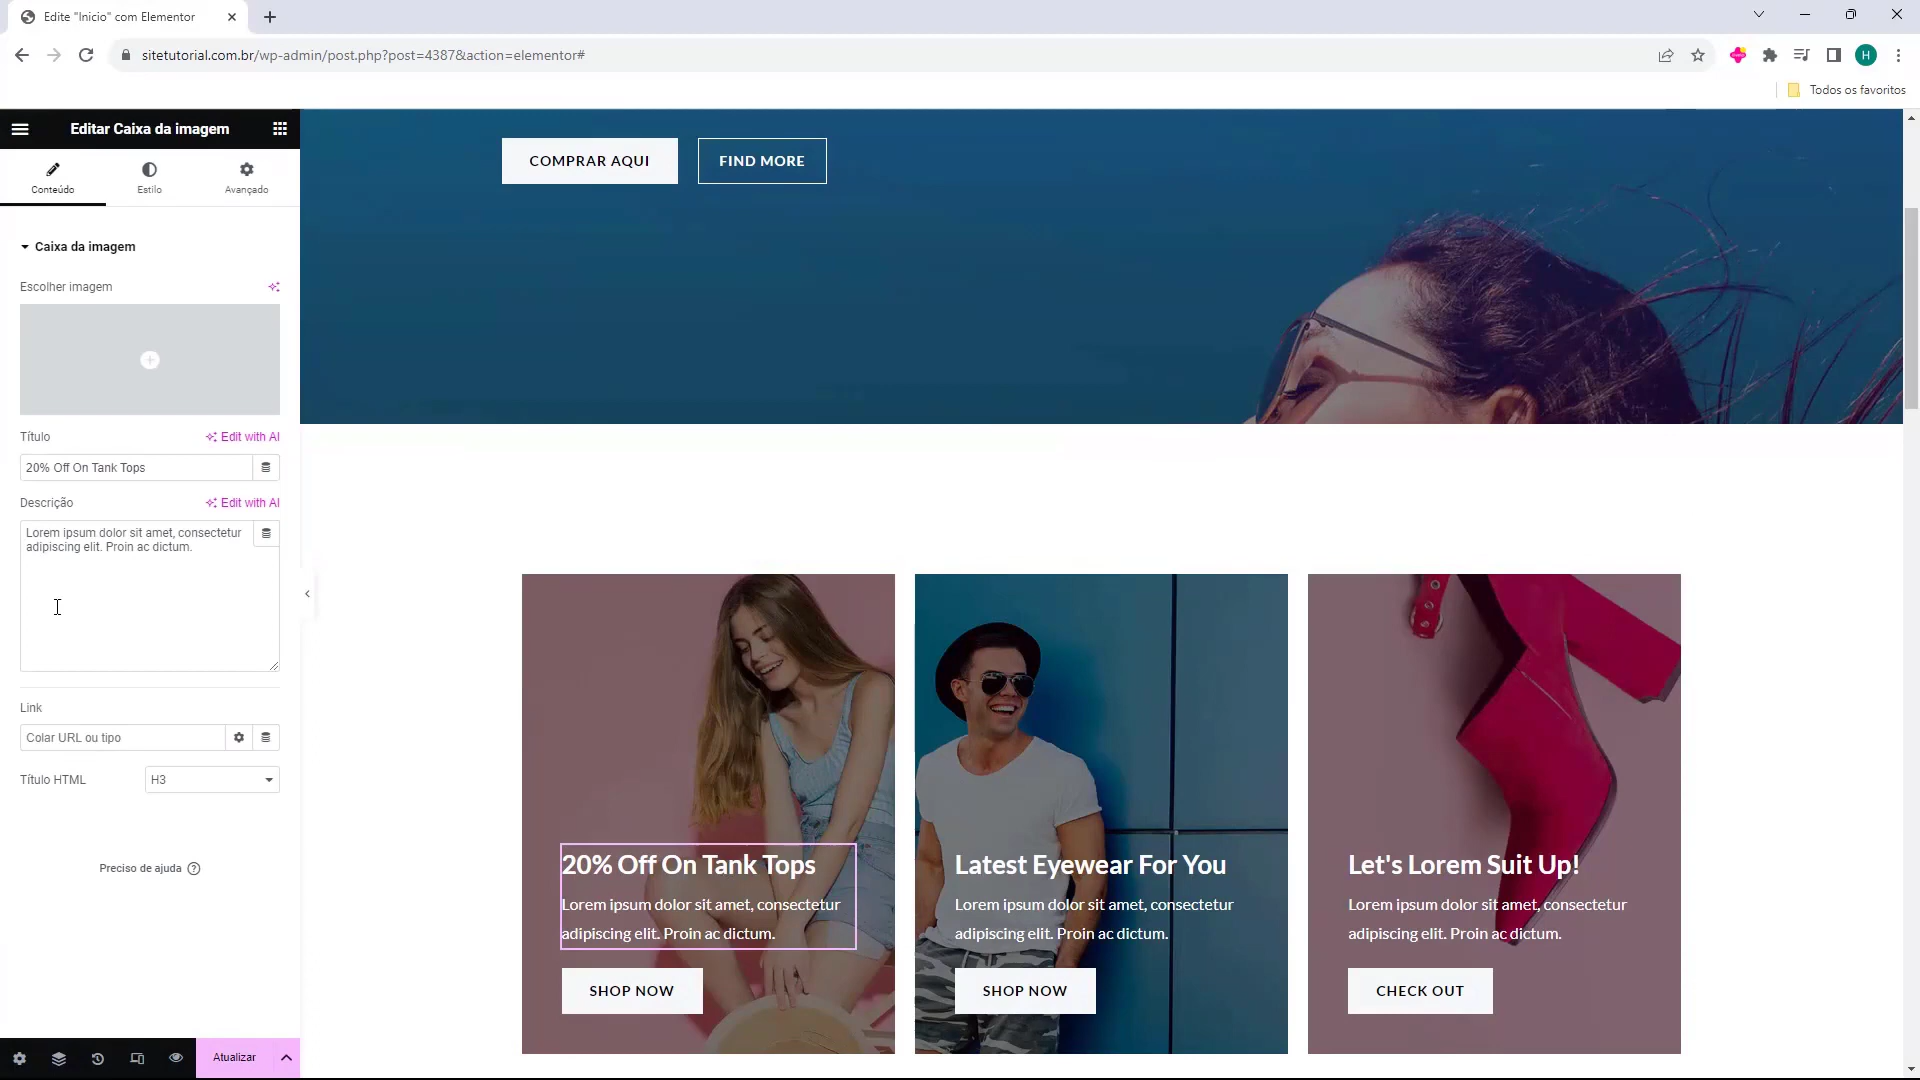 Edite "Inicio" com Elementor
sitetutorial.com.br/wp-admin/post.php?post=4387&action=elementor#
H
Todos os favoritos
Editar Caixa da imagem
Conteúdo
Estilo
Avançado
Caixa da imagem
Escolher imagem
Título
Edit with AI
20% Off On Tank Tops
Descrição
Edit with AI
Lorem ipsum dolor sit amet, consectetur
adipiscing elit. Proin ac dictum.
Link
Colar URL ou tipo
Título HTML
H3
Preciso de ajuda
Atualizar
COMPRAR AQUI
FIND MORE
20% Off On Tank Tops
Lorem ipsum dolor sit amet, consectetur
adipiscing elit. Proin ac dictum.
SHOP NOW
Latest Eyewear For You
Lorem ipsum dolor sit amet, consectetur
adipiscing elit. Proin ac dictum.
SHOP NOW
Let's Lorem Suit Up!
Lorem ipsum dolor sit amet, consectetur
adipiscing elit. Proin ac dictum.
CHECK OUT